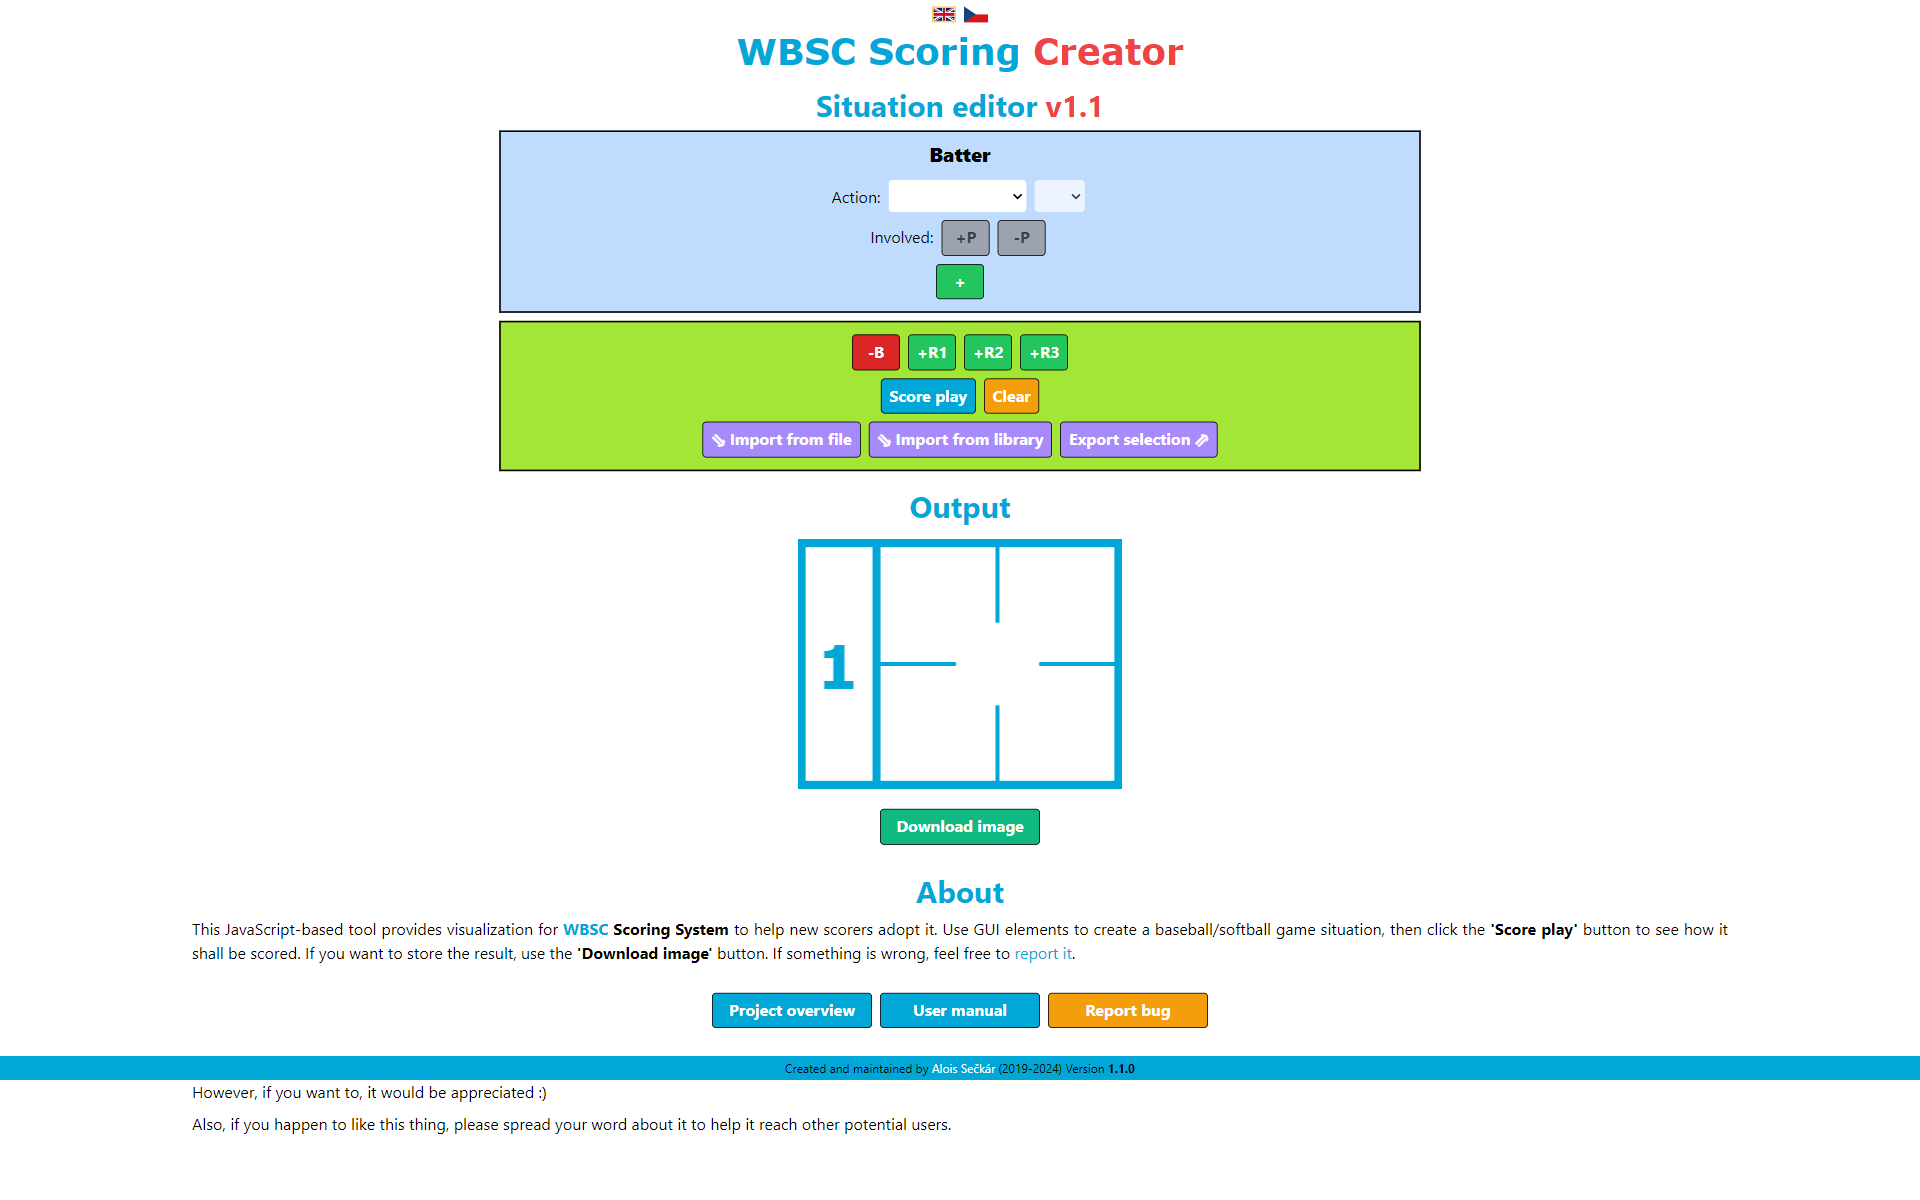 WBSC Scoring Creator
Situation editor v1.1
Batter
Action:
Involved: +P -P
+
-B +R1 +R2 +R3
Score play Clear
⇘ Import from file ⇘ Import from library Export selection ⇗
Output
1
Download image
About
This JavaScript-based tool provides visualization for WBSC Scoring System to help new scorers adopt it. Use GUI elements to create a baseball/softball game situation, then click the 'Score play' button to see how it
shall be scored. If you want to store the result, use the 'Download image' button. If something is wrong, feel free to report it.
Project overview User manual Report bug
Created and maintained by Alois Sečkár (2019-2024) Version 1.1.0
However, if you want to, it would be appreciated :)
Also, if you happen to like this thing, please spread your word about it to help it reach other potential users.